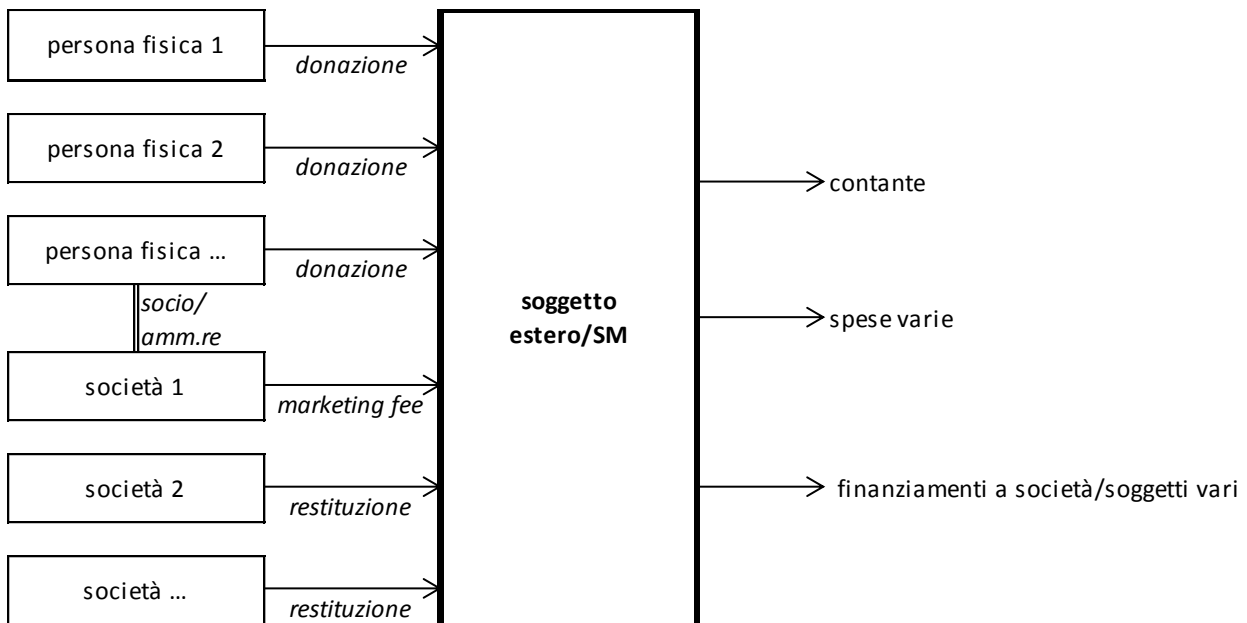 persona fisica 1
donazione
persona fisica 2
donazione
persona fisica ...
donazione
socio/
amm.re
società 1
marketing fee
società 2
restituzione
società ...
restituzione
soggetto
estero/SM
contante
spese varie
finanziamenti a società/soggetti vari